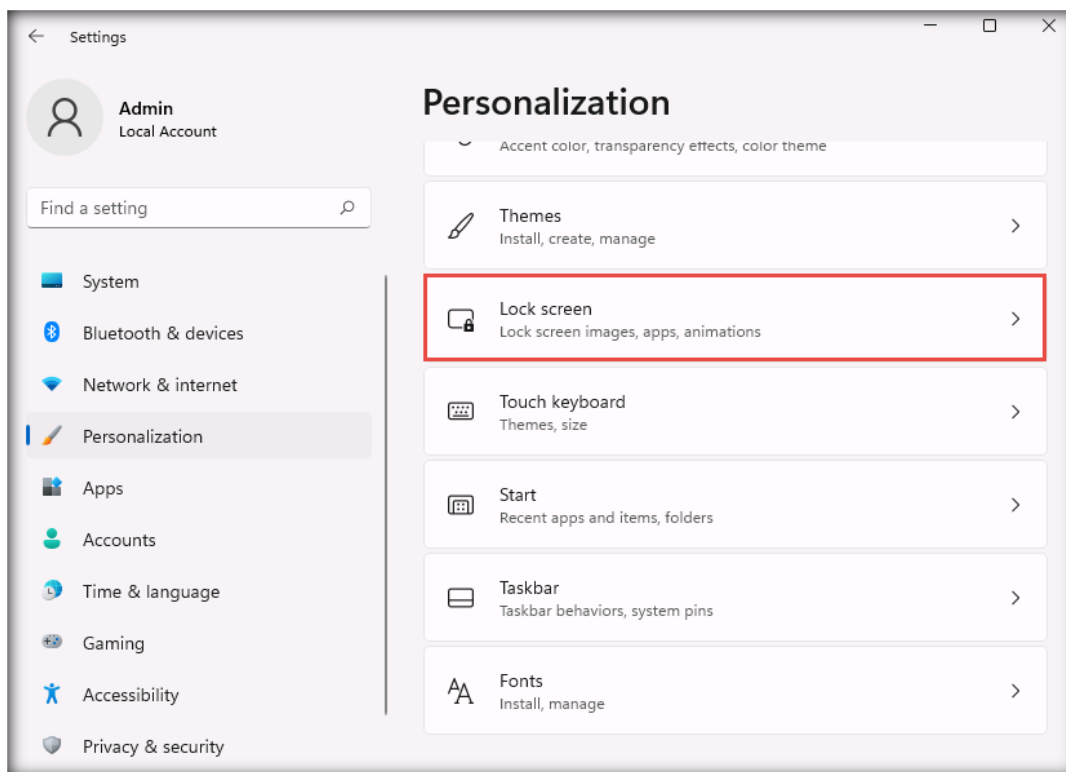 Settings
Admin
Local Account
Find a setting
System
Bluetooth & devices
Network & internet
Personalization
Apps
Accounts
Time & language
Gaming
Accessibility
Privacy & security
Personalization
Accent color, transparency effects, color theme
Themes
Install, create, manage
Lock screen
Lock screen images, apps, animations
Touch keyboard
Themes, size
Start
Recent apps and items, folders
Taskbar
Taskbar behaviors, system pins
Fonts
Install, manage